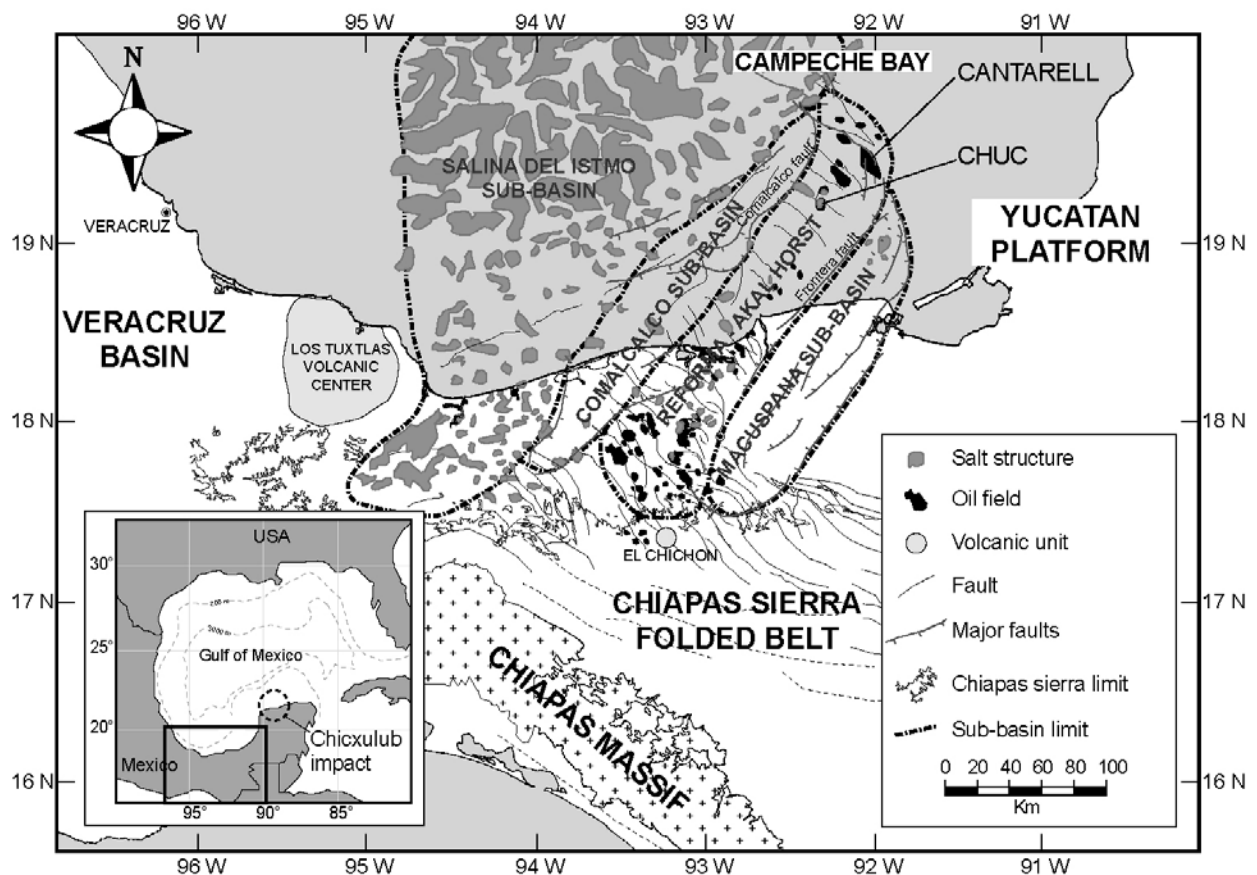 96 W
95 W
94 W
93 W
92 W
91 W
N
CAMPECHE BAY
CANTARELL
CHUC
SALINA DEL ISTMO
SUB-BASIN
Comalcalco fault
VERACRUZ
19 N
19 N
YUCATAN
PLATFORM
COMALCALCO SUB-BASIN
REFORMA AKAL HORST
Frontera fault
MACUSPANA SUB-BASIN
VERACRUZ
BASIN
LOS TUXTLAS
VOLCANIC
CENTER
18 N
18 N
Salt structure
Oil field
Volcanic unit
Fault
Major faults
Chiapas sierra limit
Sub-basin limit
0 20 40 60 80 100
Km
EL CHICHON
17 N
17 N
CHIAPAS SIERRA
FOLDED BELT
CHIAPAS MASSIF
16 N
16 N
USA
30°
25°
20°
Gulf of Mexico
Chicxulub
impact
Mexico
95°
90°
85°
96 W
95 W
94 W
93 W
92 W
91 W